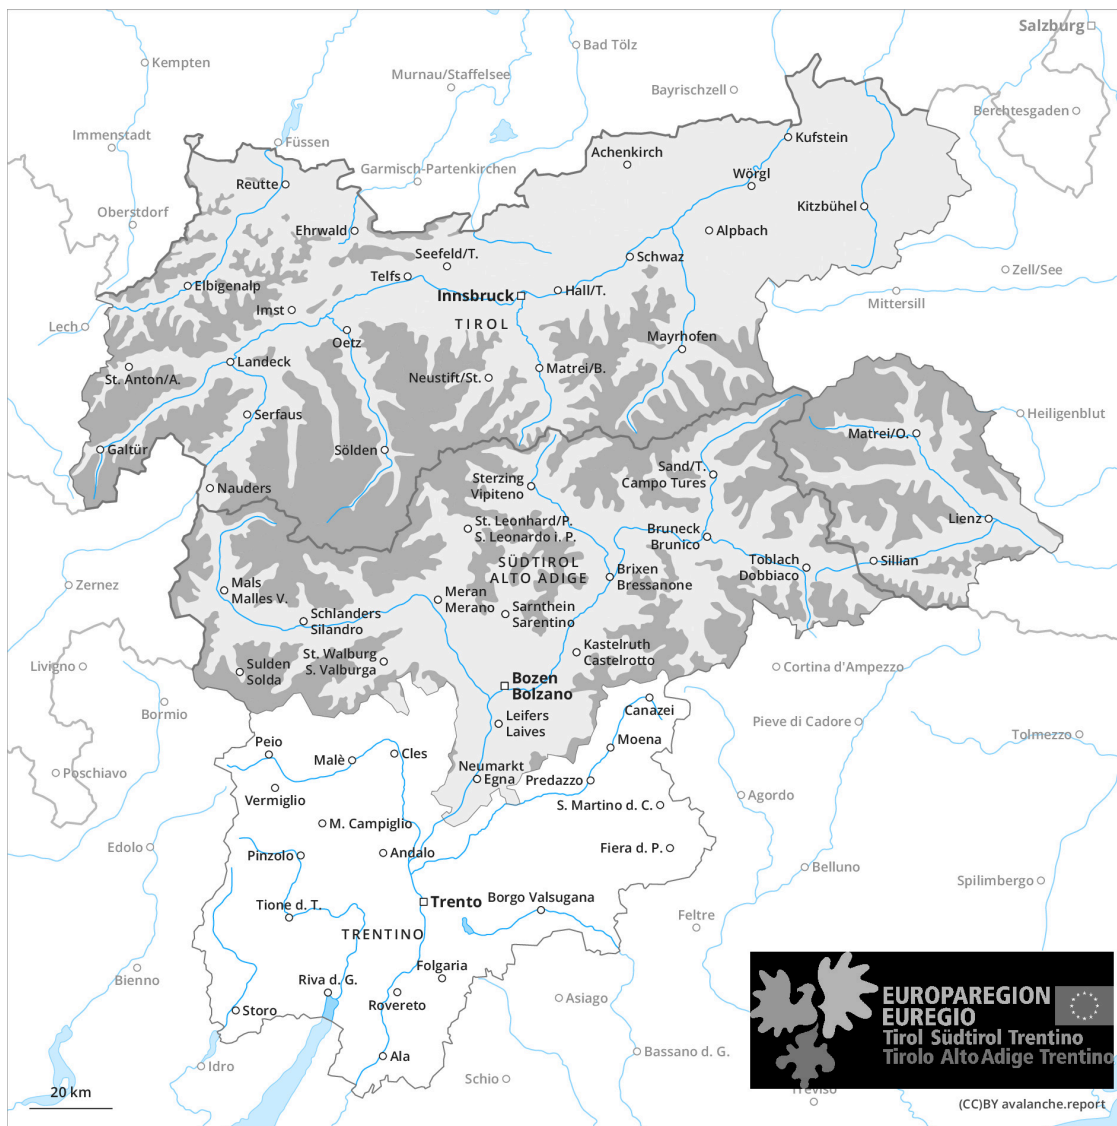 Salzburg
Bad Tölz
Kempten
Murnau/Staffelsee
Bayrischzell
Berchtesgaden
Immenstadt
Füssen
Kufstein
Achenkirch
Garmisch-Partenkirchen
Wörgl
Reutte
Kitzbühel
Oberstdorf
Ehrwald
Alpbach
Seefeld/T.
Schwaz
Telfs
Zell/See
Elbigenalp
Innsbruck
Hall/T.
Mittersill
Imst
TIROL
Lech
Oetz
Mayrhofen
Landeck
Matrei/B.
St. Anton/A.
Neustift/St.
Serfaus
Heiligenblut
Matrei/O.
Galtür
Sölden
Sand/T.
Campo Tures
Sterzing
Vipiteno
Nauders
Lienz
St. Leonhard/P.
S. Leonardo i. P.
Bruneck
Brunico
SÜDTIROL
ALTO ADIGE
Toblach
Dobbiaco
Sillian
Brixen
Bressanone
Zernez
Mals
Malles V.
Meran
Merano
Sarnthein
Sarentino
Schlanders
Silandro
Kastelruth
Castelrotto
St. Walburg
S. Valburga
Livigno
Sulden
Solda
Cortina d'Ampezzo
Bozen
Bolzano
Bormio
Canazei
Leifers
Laives
Pieve di Cadore
Tolmezzo
Peio
Malè
Cles
Moena
Poschiavo
Neumarkt
Egna
Predazzo
Vermiglio
Agordo
S. Martino d. C.
M. Campiglio
Edolo
Pinzolo
Andalo
Fiera d. P.
Belluno
Spilimbergo
Tione d. T.
Trento
Borgo Valsugana
Feltre
TRENTINO
Bienno
Folgaria
Riva d. G.
Rovereto
Storo
Asiago
EUROPAREGION
EUREGIO
Tirol Südtirol Trentino
Tirolo Alto Adige Trentino
Ala
Bassano d. G.
Idro
Schio
Treviso
20 km
(CC)BY avalanche.report